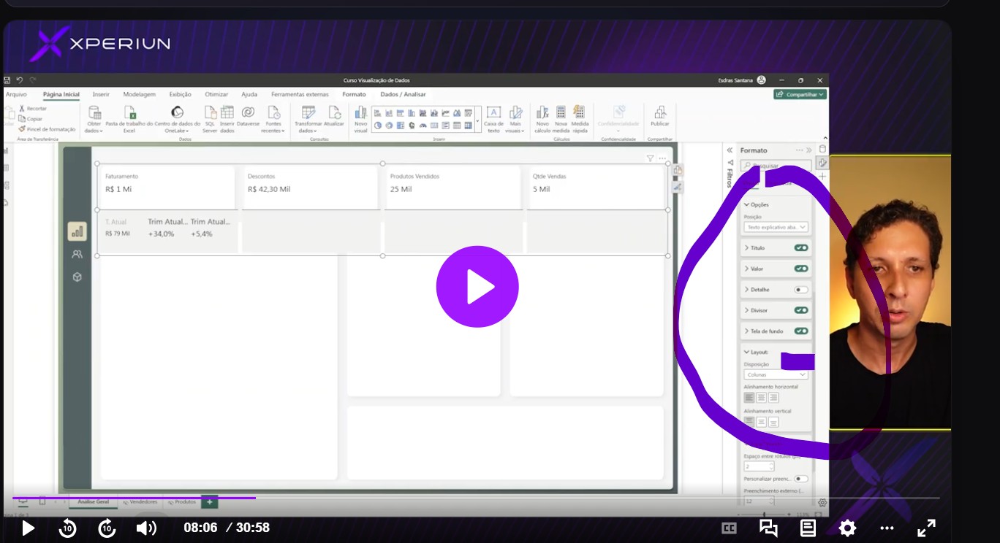 XPERIUN
Curso Visualização de Dados
Esdras Santana
Arquivo Página Inicial Inserir Modelagem Exibição Otimizar Ajuda Ferramentas externas Formato Dados / Analisar
Compartilhar
Recortar
Copiar
Pincel de formatação
Área de Transferência
Obter dados
Pasta de trabalho do Excel
Centro de dados do OneLake
SQL Server
Inserir dados
Dataverse
Fontes recentes
Dados
Transformar dados
Atualizar
Consultas
Novo visual
Caixa de texto
Mais visuais
Inserir
Novo cálculo
Nova medida
Medida rápida
Cálculos
Confidencialidade
Confidencialidade
Publicar
Compartilhar
Faturamento
R$ 1 Mi
Descontos
R$ 42,30 Mil
Produtos Vendidos
25 Mil
Qtde Vendas
5 Mil
T. Atual Trim Atual... Trim Atual...
R$ 79 Mil +34,0% +5,4%
Filtros
Formato
Pesquisar
Opções
Posição
Texto explicativo aba...
Título
Valor
Detalhe
Divisor
Tela de fundo
Layout:
Disposição
Colunas
Alinhamento horizontal
Alinhamento vertical
Espaço entre rótulos (px)
2
Personalizar preenc...
Preenchimento externo (...
12
Análise Geral Vendedores Produtos +
10 10 08:06 / 30:58 CC